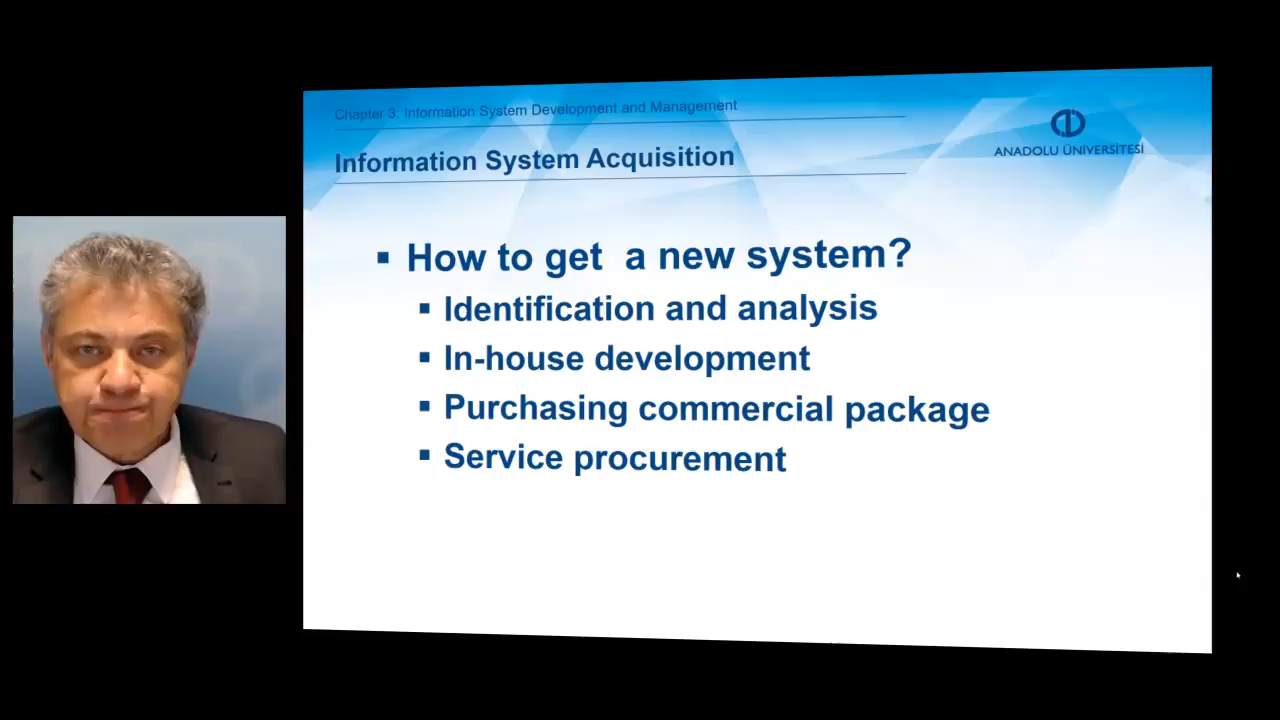 Chapter 3: Information System Development and Management
Information System Acquisition
ANADOLU ÜNİVERSİTESİ
▪ How to get  a new system?
▪ Identification and analysis
▪ In-house development
▪ Purchasing commercial package
▪ Service procurement